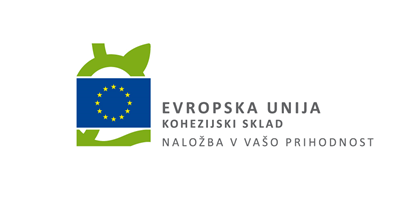 EVROPSKA UNIJA
KOHEZIJSKI SKLAD
NALOŽBA V VAŠO PRIHODNOST